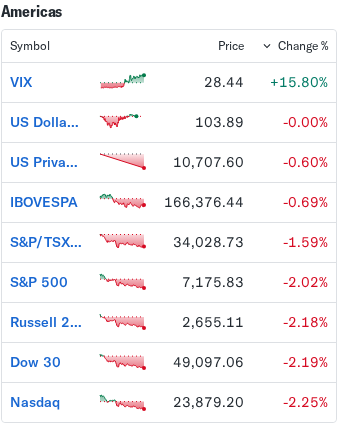 Americas
Symbol Price Change %
VIX 28.44 +15.80%
US Dolla... 103.89 -0.00%
US Priva... 10,707.60 -0.60%
IBOVESPA 166,376.44 -0.69%
S&P/TSX... 34,028.73 -1.59%
S&P 500 7,175.83 -2.02%
Russell 2... 2,655.11 -2.18%
Dow 30 49,097.06 -2.19%
Nasdaq 23,879.20 -2.25%